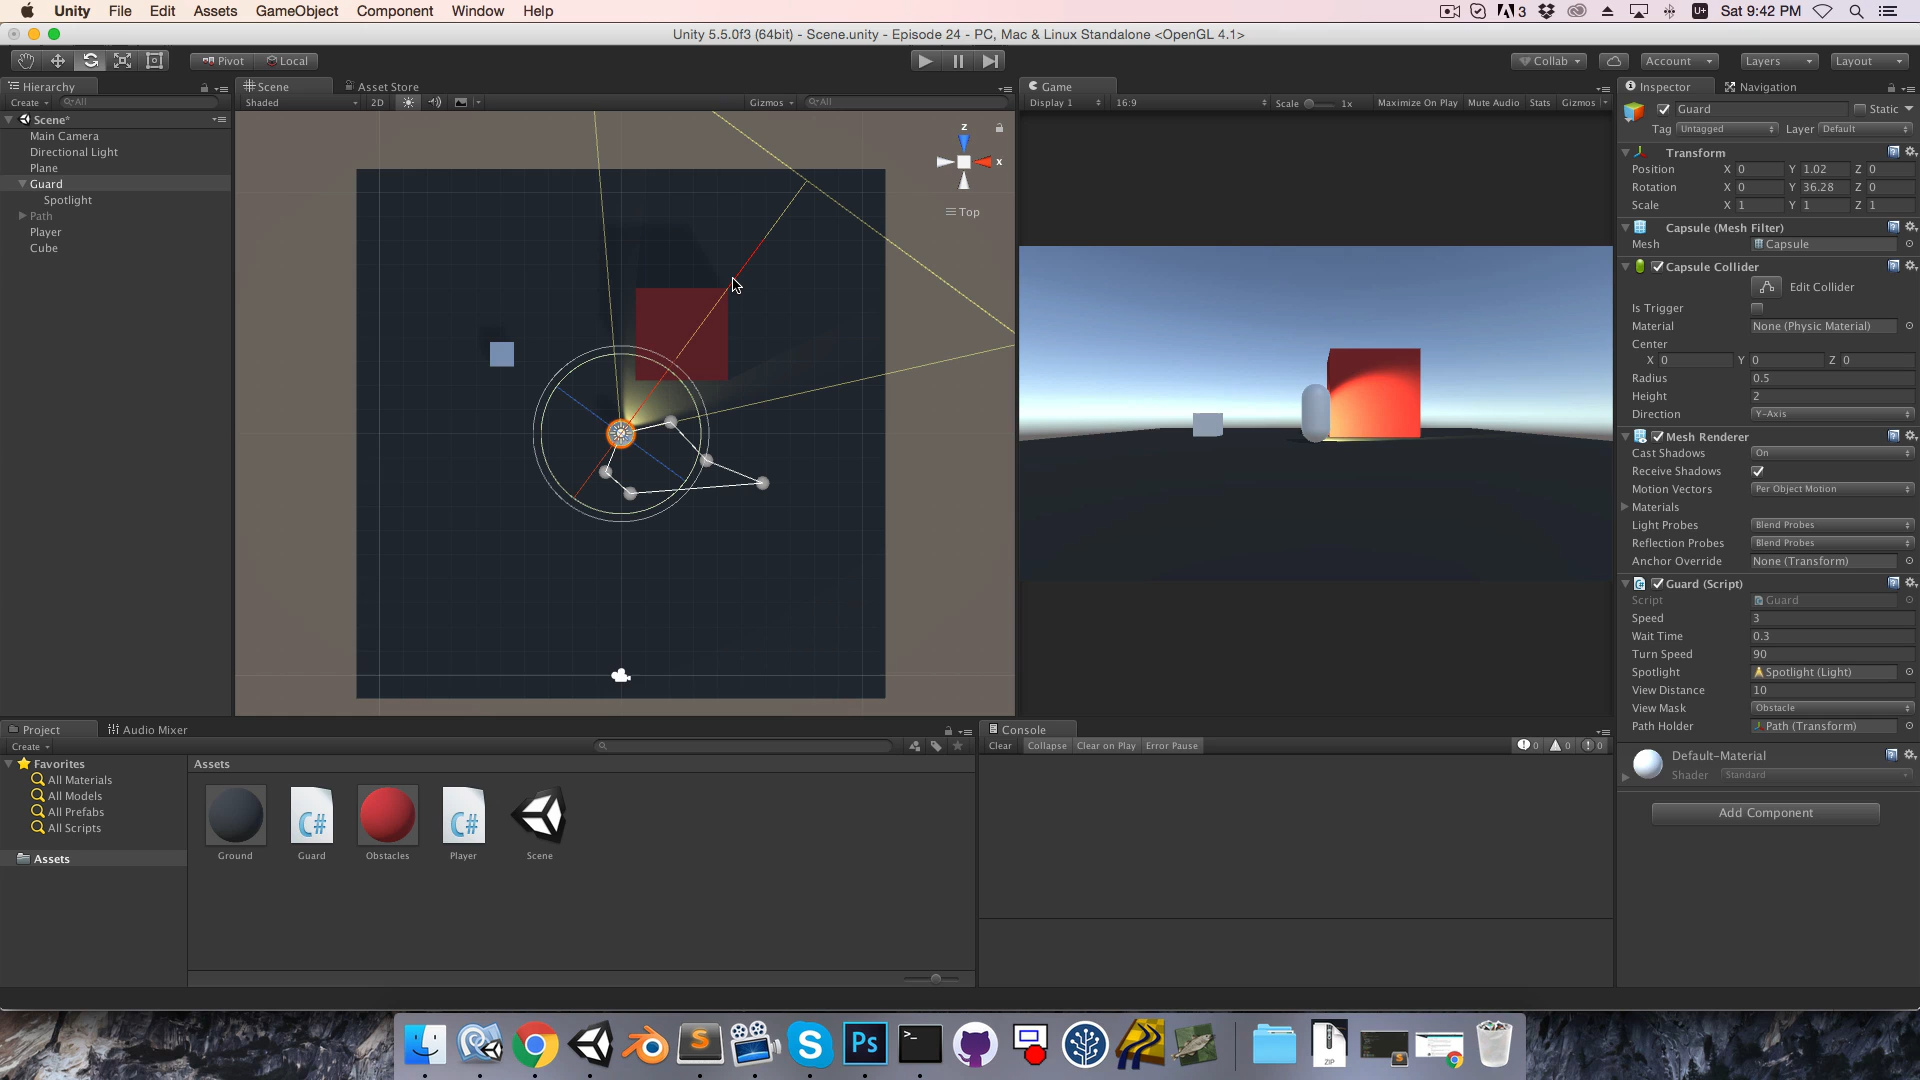 Unity File Edit Assets GameObject Component Window Help 3 U+ Sat 9:42 PM
Unity 5.5.0f3 (64bit) - Scene.unity - Episode 24 - PC, Mac & Linux Standalone <OpenGL 4.1>
Pivot Local Collab Account Layers Layout
Hierarchy Scene Asset Store Game Inspector Navigation
Create All Shaded 2D Gizmos All Display 1 16:9 Scale 1x Maximize On Play Mute Audio Stats Gizmos
Guard Static
Tag Untagged Layer Default
Scene*
Main Camera
Directional Light
Plane
Guard
Spotlight
Path
Player
Cube
z
x
Top
Transform
Position X 0 Y 1.02 Z 0
Rotation X 0 Y 36.28 Z 0
Scale X 1 Y 1 Z 1
Capsule (Mesh Filter)
Mesh Capsule
Capsule Collider
Edit Collider
Is Trigger
Material None (Physic Material)
Center
X 0 Y 0 Z 0
Radius 0.5
Height 2
Direction Y-Axis
Mesh Renderer
Cast Shadows On
Receive Shadows
Motion Vectors Per Object Motion
Materials
Light Probes Blend Probes
Reflection Probes Blend Probes
Anchor Override None (Transform)
Guard (Script)
Script Guard
Speed 3
Wait Time 0.3
Turn Speed 90
Spotlight Spotlight (Light)
View Distance 10
View Mask Obstacle
Path Holder Path (Transform)
Default-Material
Shader Standard
Add Component
Project Audio Mixer Console
Create Clear Collapse Clear on Play Error Pause 0 0 0
Favorites
All Materials
All Models
All Prefabs
All Scripts
Assets
Assets
C#
C#
Ground Guard Obstacles Player Scene
S
S
Ps
>_
ZIP